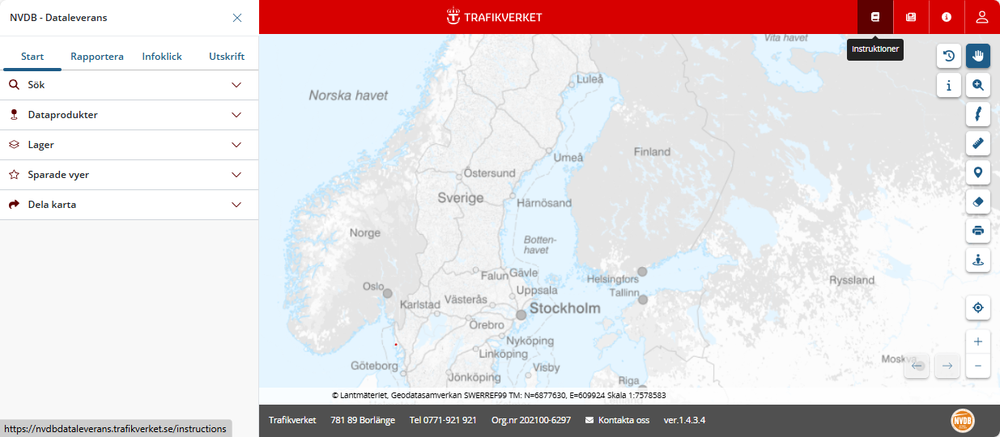 NVDB - Dataleverans
TRAFIKVERKET
Instruktioner
Start Rapportera Infoklick Utskrift
Sök
Dataprodukter
Lager
Sparade vyer
Dela karta
Vita havet
Luleå
Norska havet
Umeå
Finland
Östersund
Sverige
Härnösand
Norge
Botten-
havet
Falun Gävle
Helsingfors
Ryssland
Oslo
Uppsala
Tallinn
Karlstad Västerås
Stockholm
Örebro
Nyköping
Linköping
Göteborg
Visby
Moskva
Jönköping
Riga
© Lantmäteriet, Geodatasamverkan SWERREF99 TM: N=6877630, E=609924 Skala 1:7578583
Trafikverket 781 89 Borlänge Tel 0771-921 921 Org.nr 202100-6297 Kontakta oss ver.1.4.3.4
NVDB
https://nvdbdataleverans.trafikverket.se/instructions